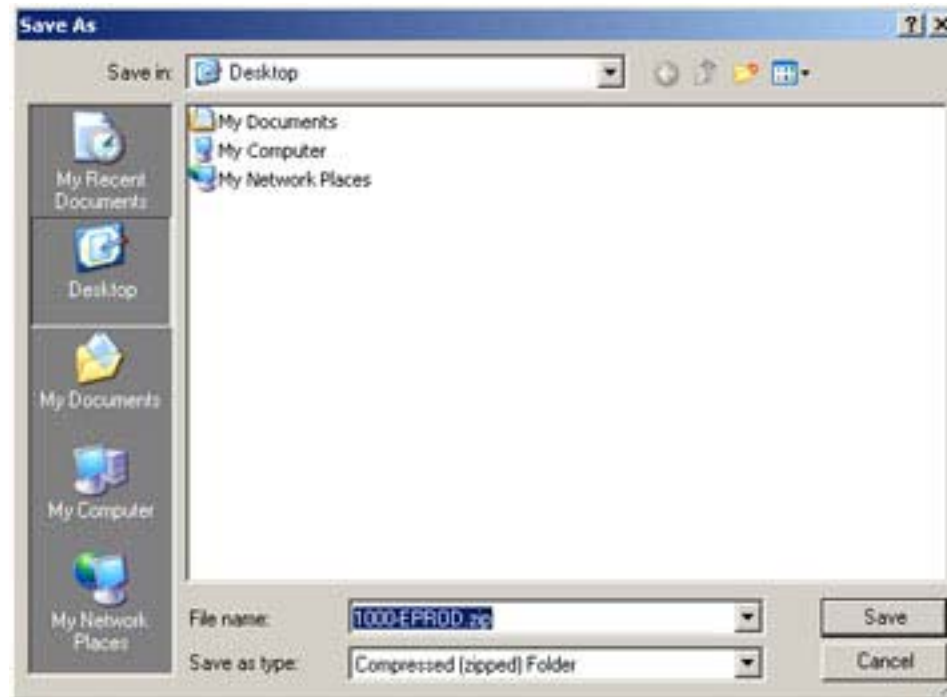 Save As
Save in:
Desktop
My Documents
My Computer
My Network Places
My Recent
Documents
Desktop
My Documents
My Computer
My Network
Places
File name:
1000-EPROD.zip
Save
Save as type:
Compressed (zipped) Folder
Cancel